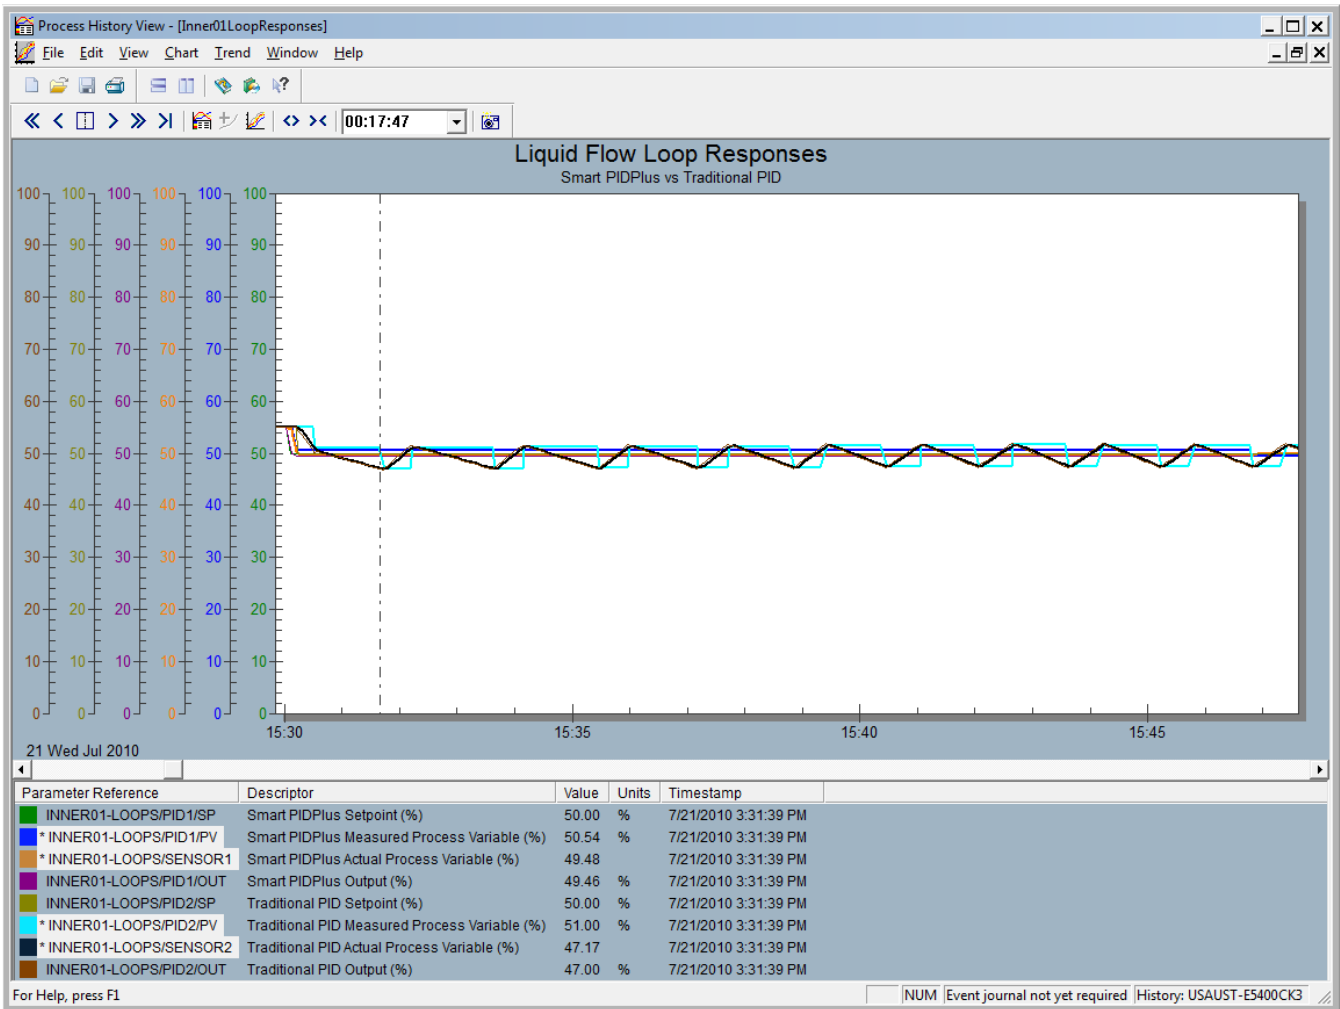 Process History View - [Inner01LoopResponses]
File Edit View Chart Trend Window Help
00:17:47
Liquid Flow Loop Responses
Smart PIDPlus vs Traditional PID
100 100 100 100 100 100
90 90 90 90 90 90
80 80 80 80 80 80
70 70 70 70 70 70
60 60 60 60 60 60
50 50 50 50 50 50
40 40 40 40 40 40
30 30 30 30 30 30
20 20 20 20 20 20
10 10 10 10 10 10
0 0 0 0 0 0
15:30 15:35 15:40 15:45
21 Wed Jul 2010
Parameter Reference Descriptor Value Units Timestamp
INNER01-LOOPS/PID1/SP Smart PIDPlus Setpoint (%) 50.00 % 7/21/2010 3:31:39 PM
* INNER01-LOOPS/PID1/PV Smart PIDPlus Measured Process Variable (%) 50.54 % 7/21/2010 3:31:39 PM
* INNER01-LOOPS/SENSOR1 Smart PIDPlus Actual Process Variable (%) 49.48 7/21/2010 3:31:39 PM
INNER01-LOOPS/PID1/OUT Smart PIDPlus Output (%) 49.46 % 7/21/2010 3:31:39 PM
INNER01-LOOPS/PID2/SP Traditional PID Setpoint (%) 50.00 % 7/21/2010 3:31:39 PM
* INNER01-LOOPS/PID2/PV Traditional PID Measured Process Variable (%) 51.00 % 7/21/2010 3:31:39 PM
* INNER01-LOOPS/SENSOR2 Traditional PID Actual Process Variable (%) 47.17 7/21/2010 3:31:39 PM
INNER01-LOOPS/PID2/OUT Traditional PID Output (%) 47.00 % 7/21/2010 3:31:39 PM
For Help, press F1 NUM Event journal not yet required History: USAUST-E5400CK3